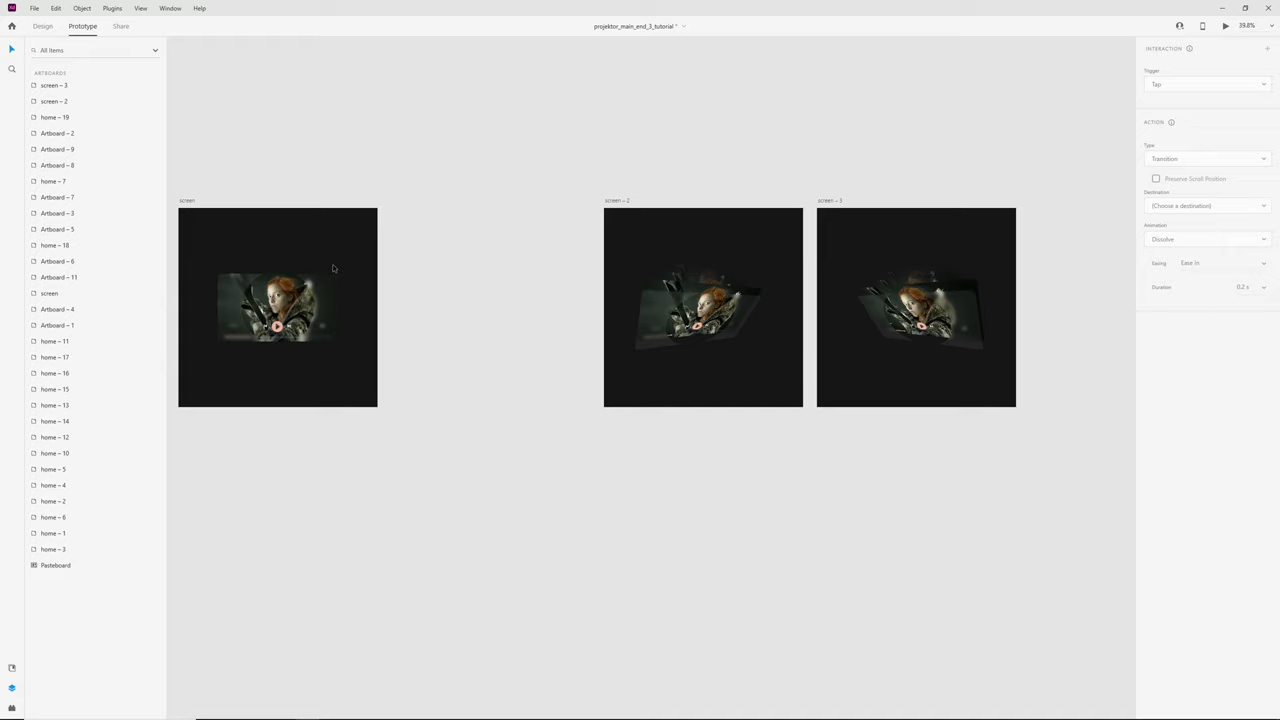 Xd File Edit Object Plugins View Window Help
Design Prototype Share
projektor_main_end_3_tutorial *
39.8%
All Items
ARTBOARDS
screen – 3
screen – 2
home – 19
Artboard – 2
Artboard – 9
Artboard – 8
home – 7
Artboard – 7
Artboard – 3
Artboard – 5
home – 18
Artboard – 6
Artboard – 11
screen
Artboard – 4
Artboard – 1
home – 11
home – 17
home – 16
home – 15
home – 13
home – 14
home – 12
home – 10
home – 5
home – 4
home – 2
home – 6
home – 1
home – 3
Pasteboard
screen
screen – 2
screen – 3
INTERACTION
Trigger
Tap
ACTION
Type
Transition
Preserve Scroll Position
Destination
(Choose a destination)
Animation
Dissolve
Easing Ease In
Duration 0.2 s